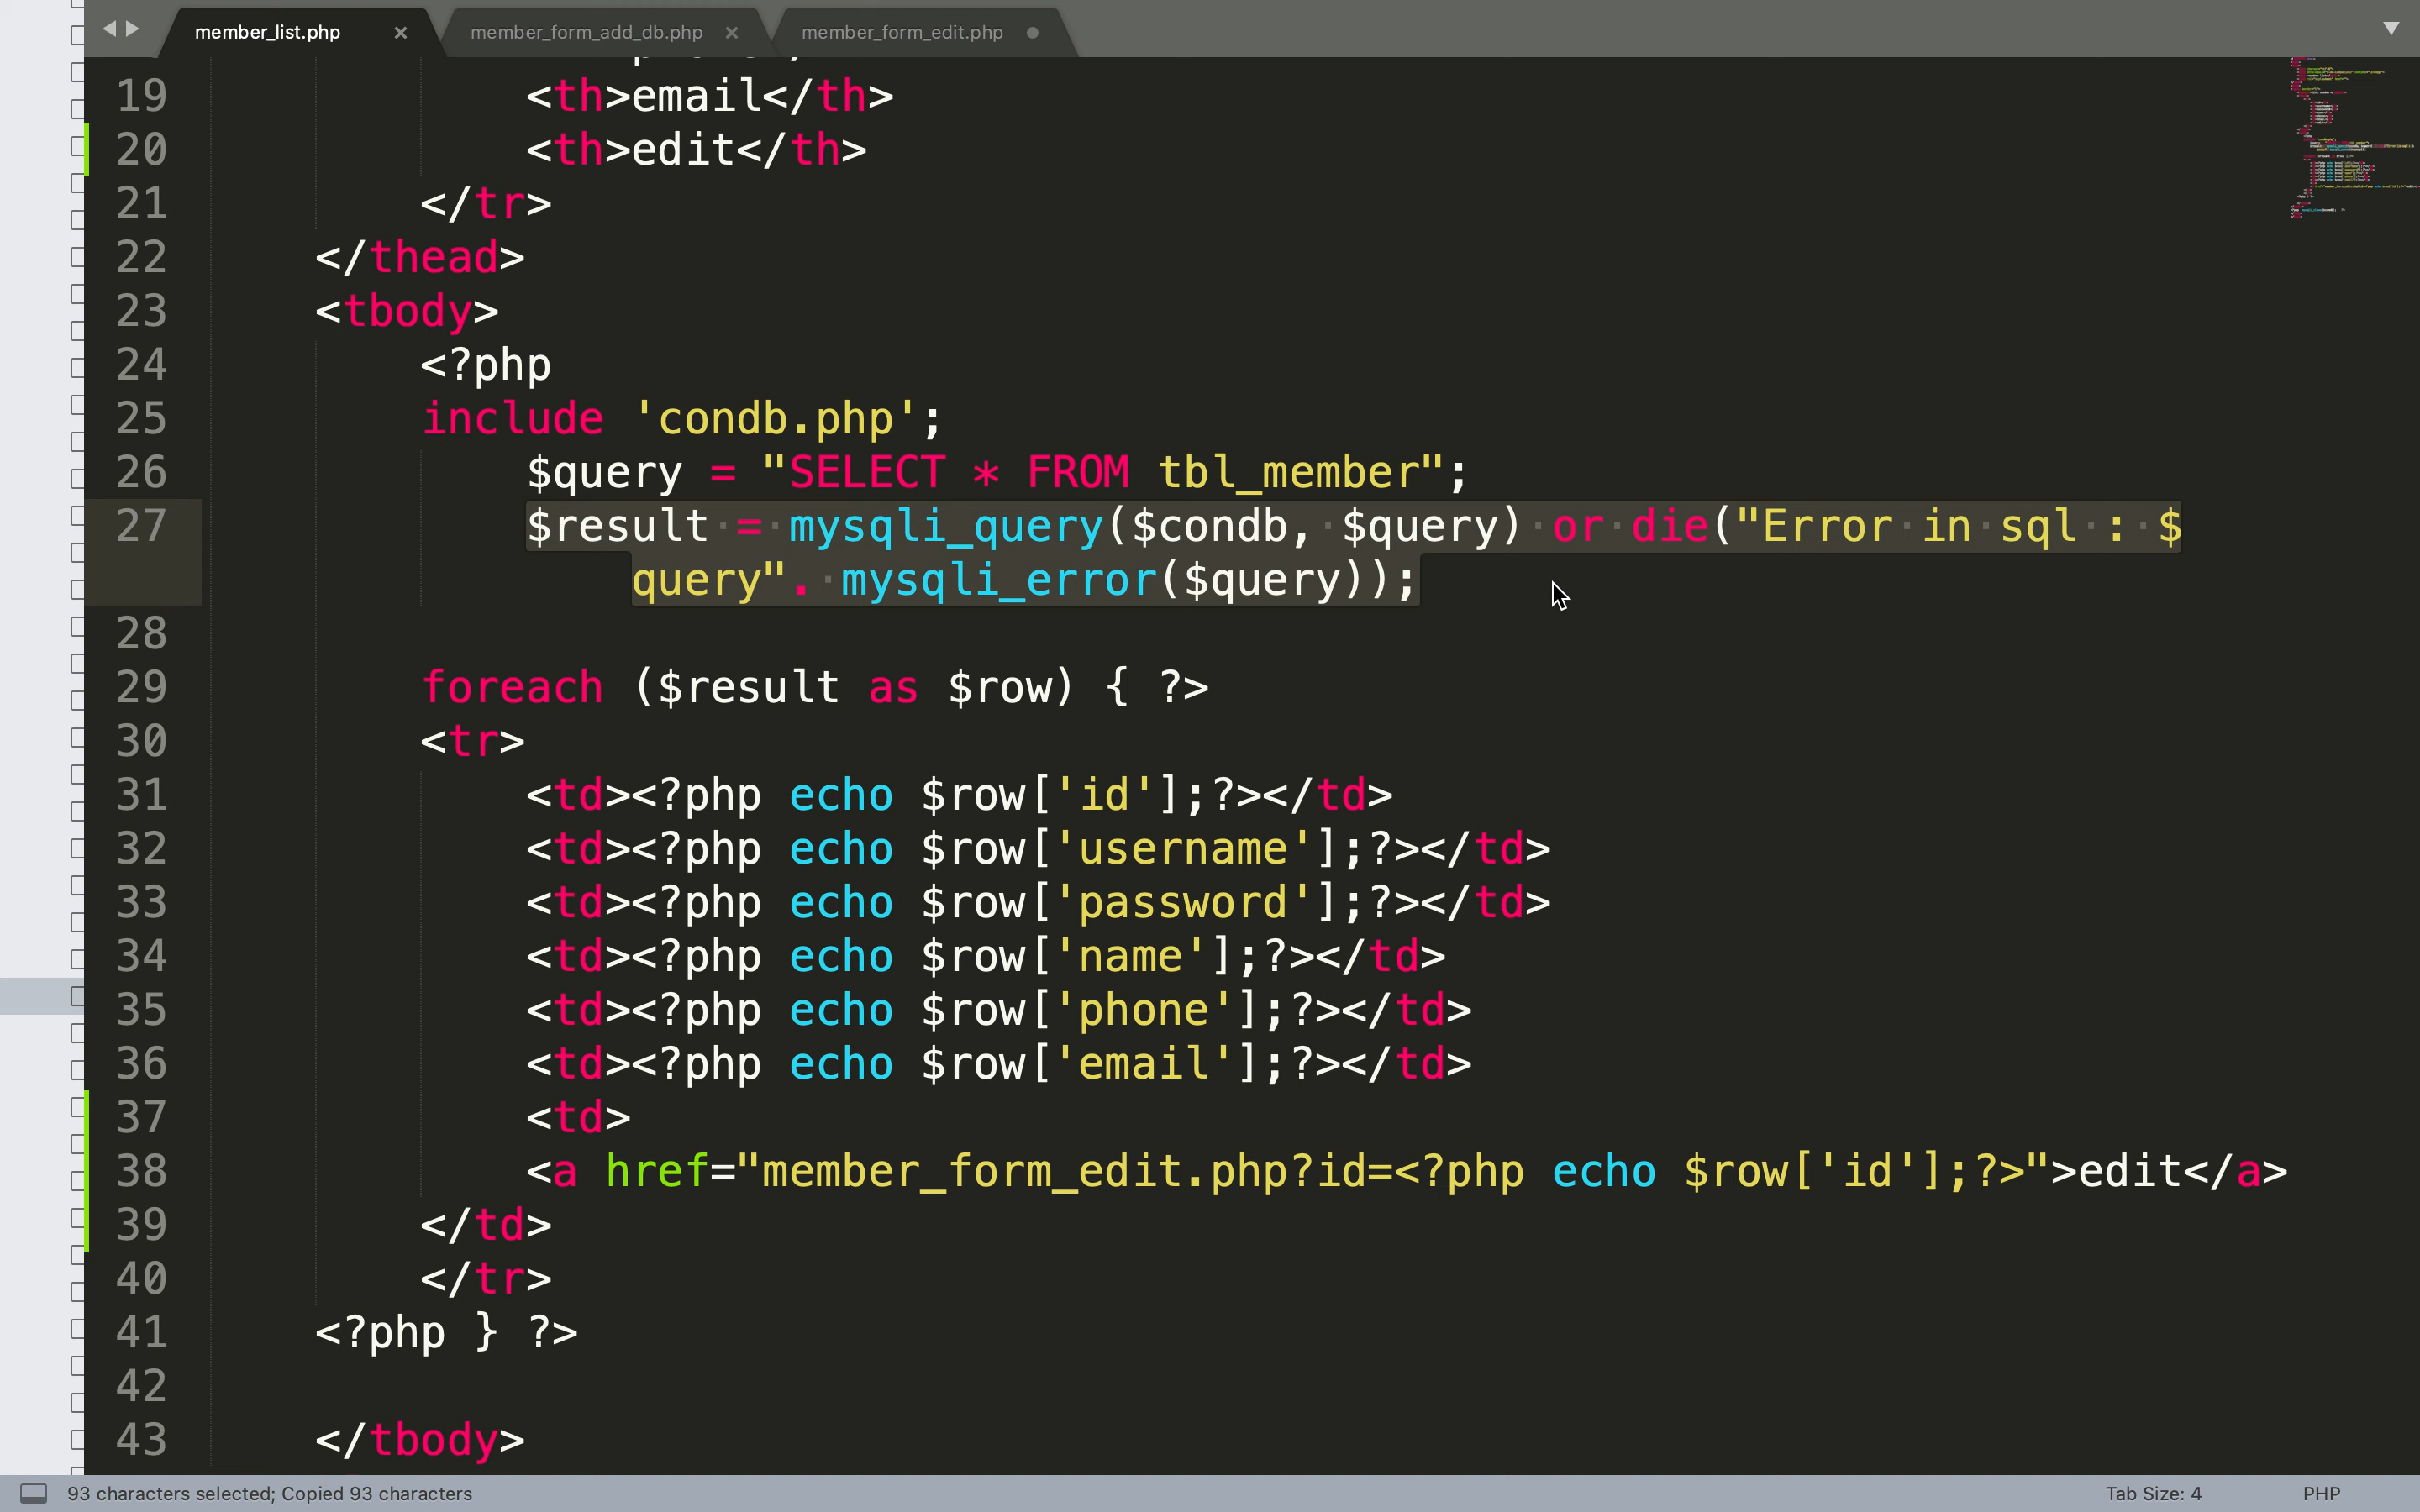 member_list.php × member_form_add_db.php × member_form_edit.php
19 <th>email</th>
20 <th>edit</th>
21 </tr>
22 </thead>
23 <tbody>
24 <?php
25 include 'condb.php';
26 $query = "SELECT * FROM tbl_member";
27 $result = mysqli_query($condb, $query) or die("Error in sql : $
query". mysqli_error($query));
28
29 foreach ($result as $row) { ?>
30 <tr>
31 <td><?php echo $row['id'];?></td>
32 <td><?php echo $row['username'];?></td>
33 <td><?php echo $row['password'];?></td>
34 <td><?php echo $row['name'];?></td>
35 <td><?php echo $row['phone'];?></td>
36 <td><?php echo $row['email'];?></td>
37 <td>
38 <a href="member_form_edit.php?id=<?php echo $row['id'];?>">edit</a>
39 </td>
40 </tr>
41 <?php } ?>
42
43 </tbody>
93 characters selected; Copied 93 characters Tab Size: 4 PHP